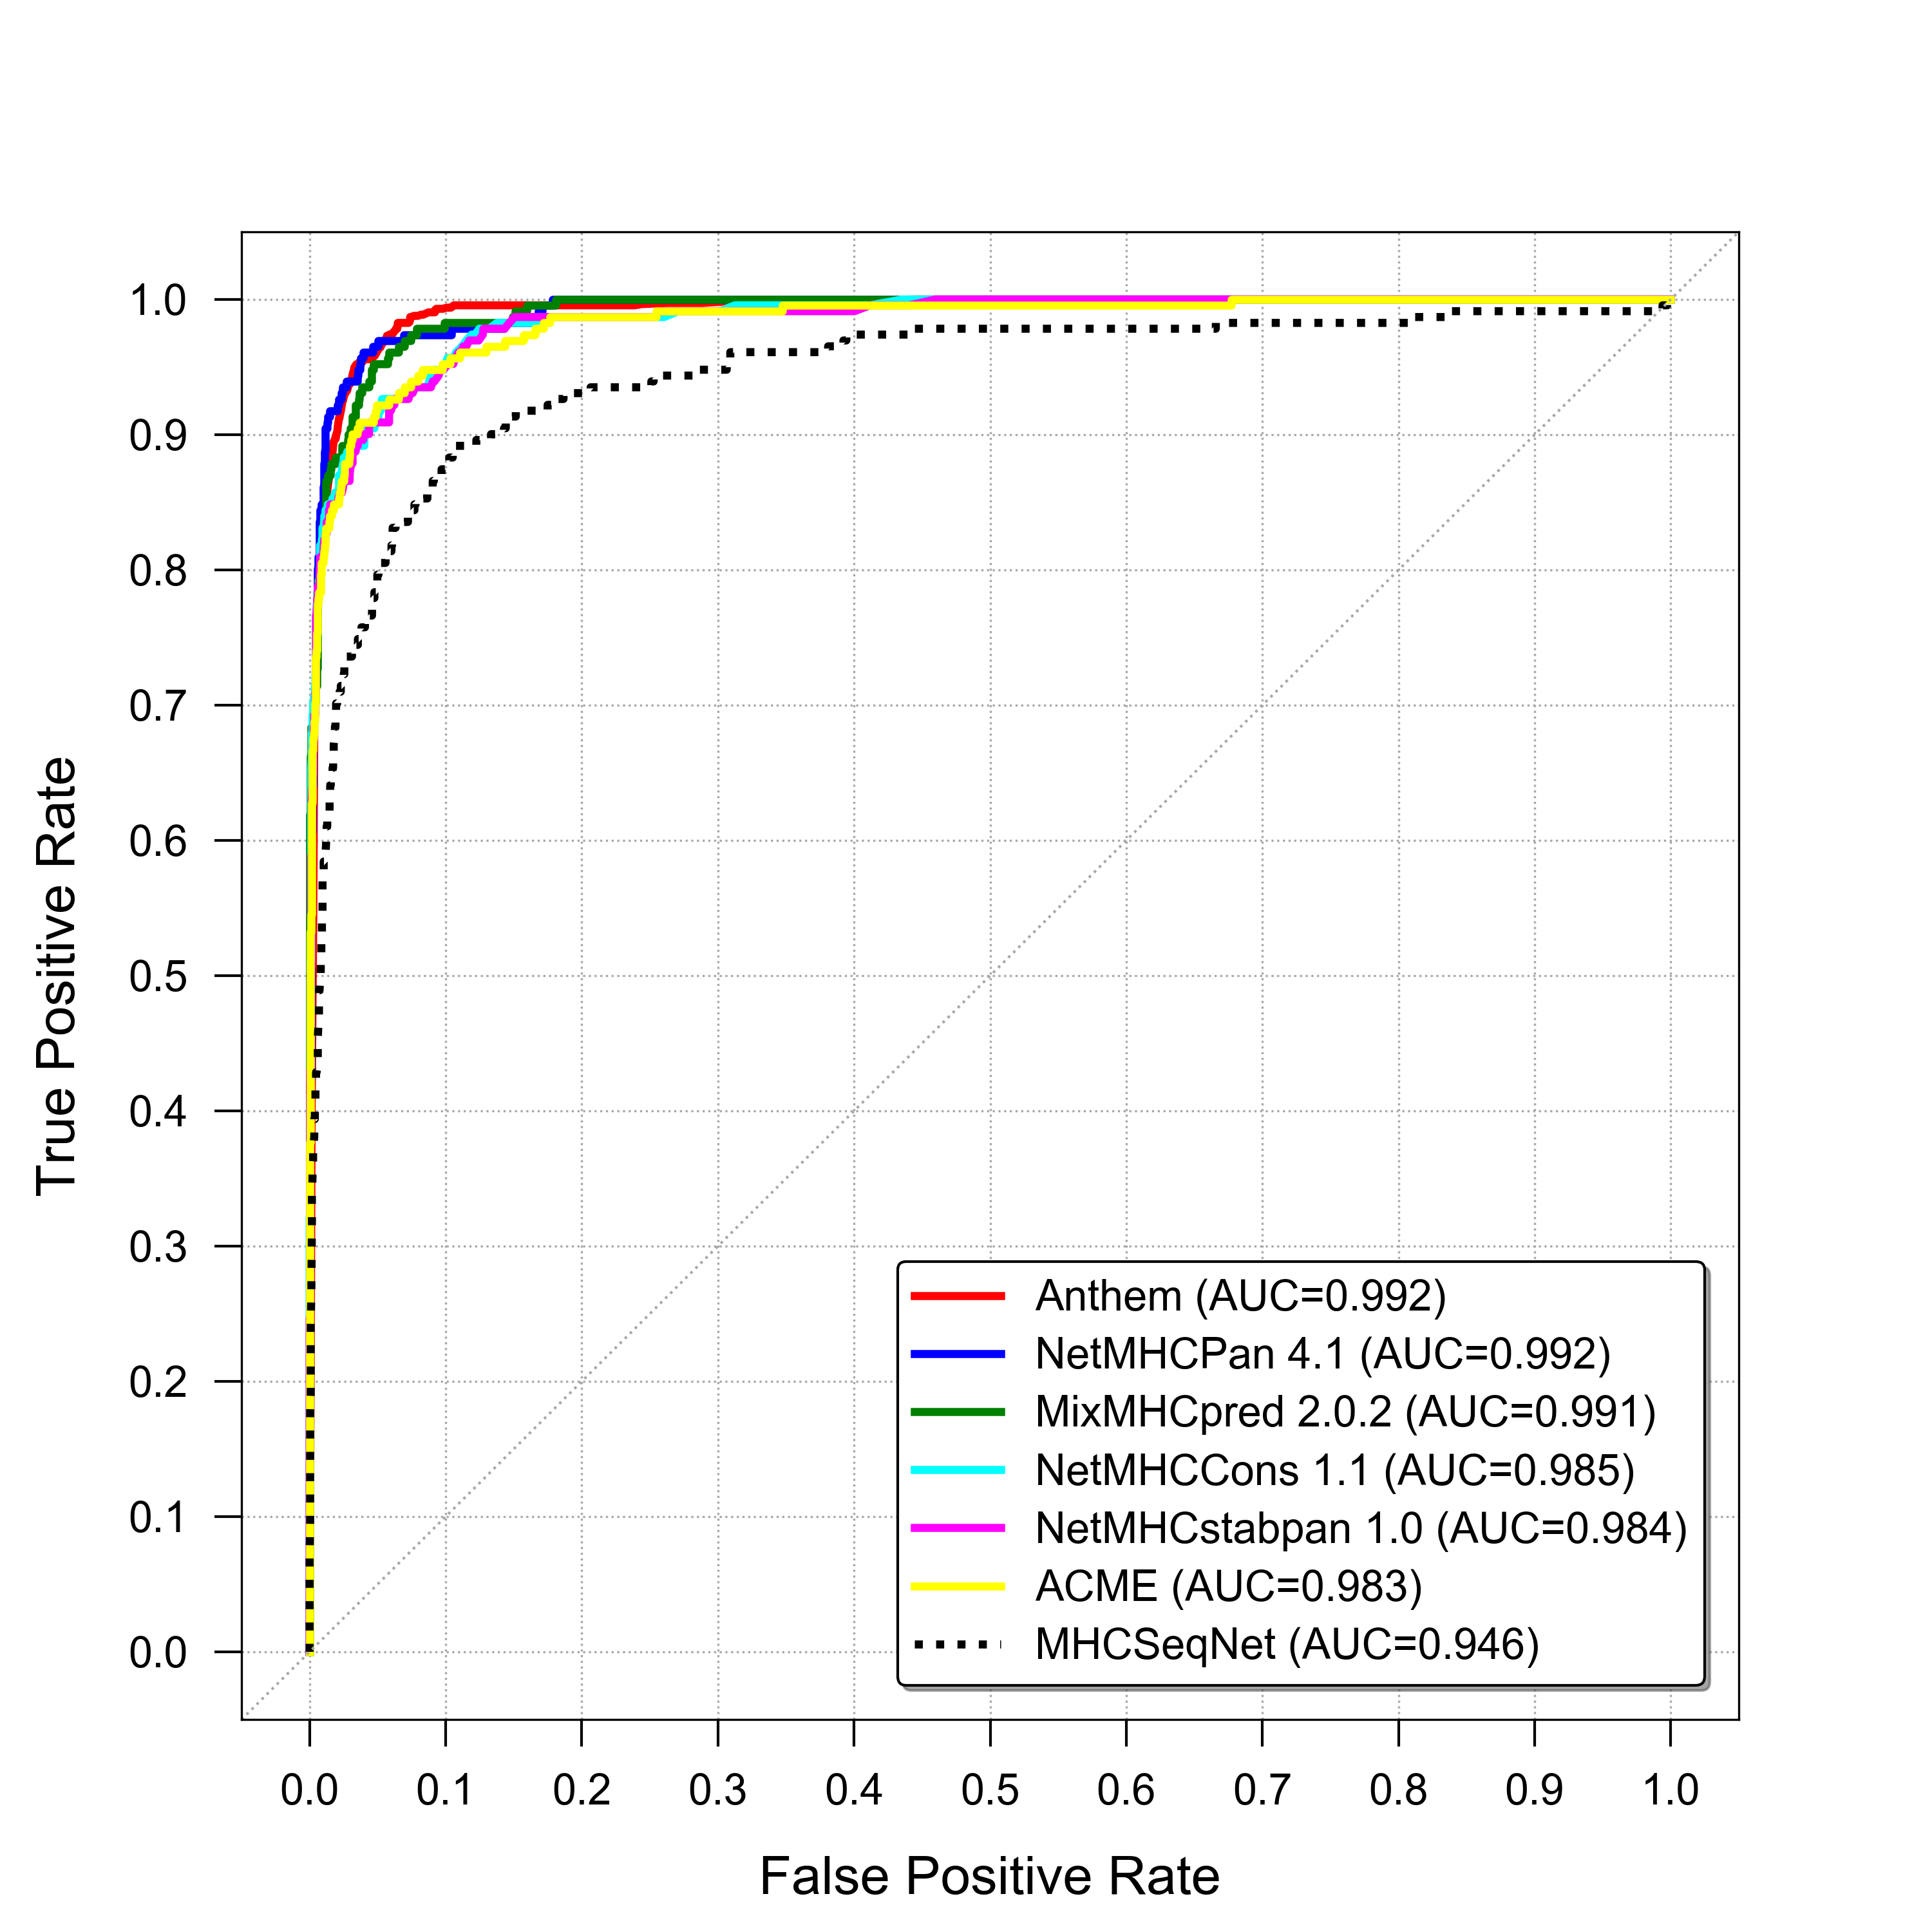 True Positive Rate
1.0
0.9
0.8
0.7
0.6
0.5
0.4
0.3
0.2
0.1
0.0
Anthem (AUC=0.992)
NetMHCPan 4.1 (AUC=0.992)
MixMHCpred 2.0.2 (AUC=0.991)
NetMHCCons 1.1 (AUC=0.985)
NetMHCstabpan 1.0 (AUC=0.984)
ACME (AUC=0.983)
MHCSeqNet (AUC=0.946)
0.0 0.1 0.2 0.3 0.4 0.5 0.6 0.7 0.8 0.9 1.0
False Positive Rate